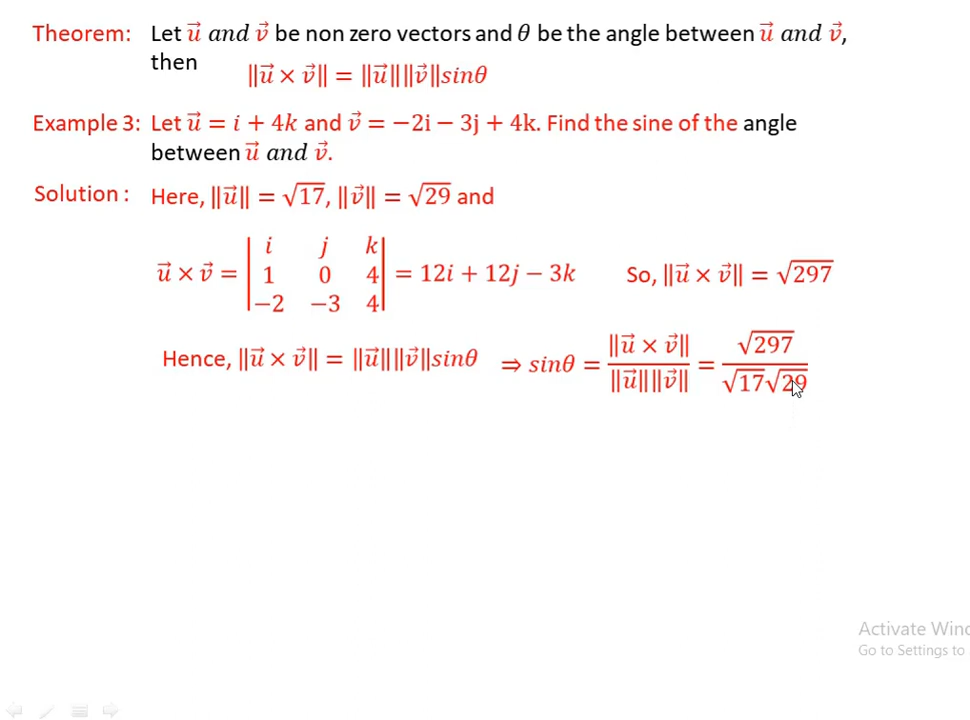 Theorem: Let u⃗ and v⃗ be non zero vectors and θ be the angle between u⃗ and v⃗,
then
‖u⃗ × v⃗‖ = ‖u⃗‖‖v⃗‖sinθ
Example 3: Let u⃗ = i + 4k and v⃗ = −2i − 3j + 4k. Find the sine of the angle
between u⃗ and v⃗.
Solution : Here, ‖u⃗‖ = √17, ‖v⃗‖ = √29 and
u⃗ × v⃗ = | i j k |
| 1 0 4 | = 12i + 12j − 3k So, ‖u⃗ × v⃗‖ = √297
| −2 −3 4 |
Hence, ‖u⃗ × v⃗‖ = ‖u⃗‖‖v⃗‖sinθ ⇒ sinθ = ‖u⃗ × v⃗‖ / ‖u⃗‖‖v⃗‖ = √297 / √17√29
Activate Wind
Go to Settings to